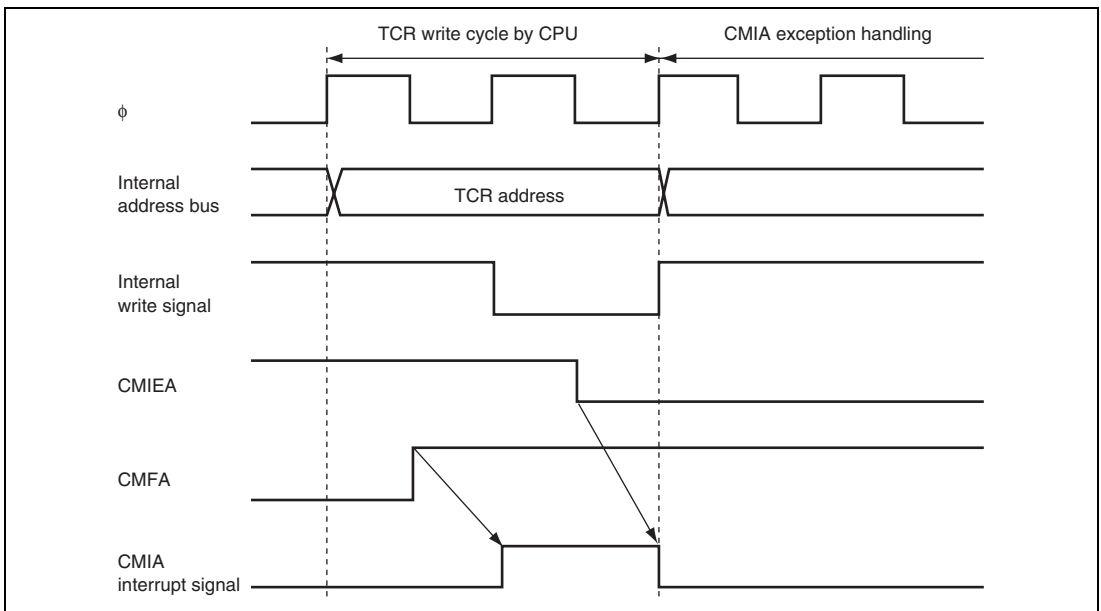 TCR write cycle by CPU
CMIA exception handling
φ
Internal
address bus
TCR address
Internal
write signal
CMIEA
CMFA
CMIA
interrupt signal